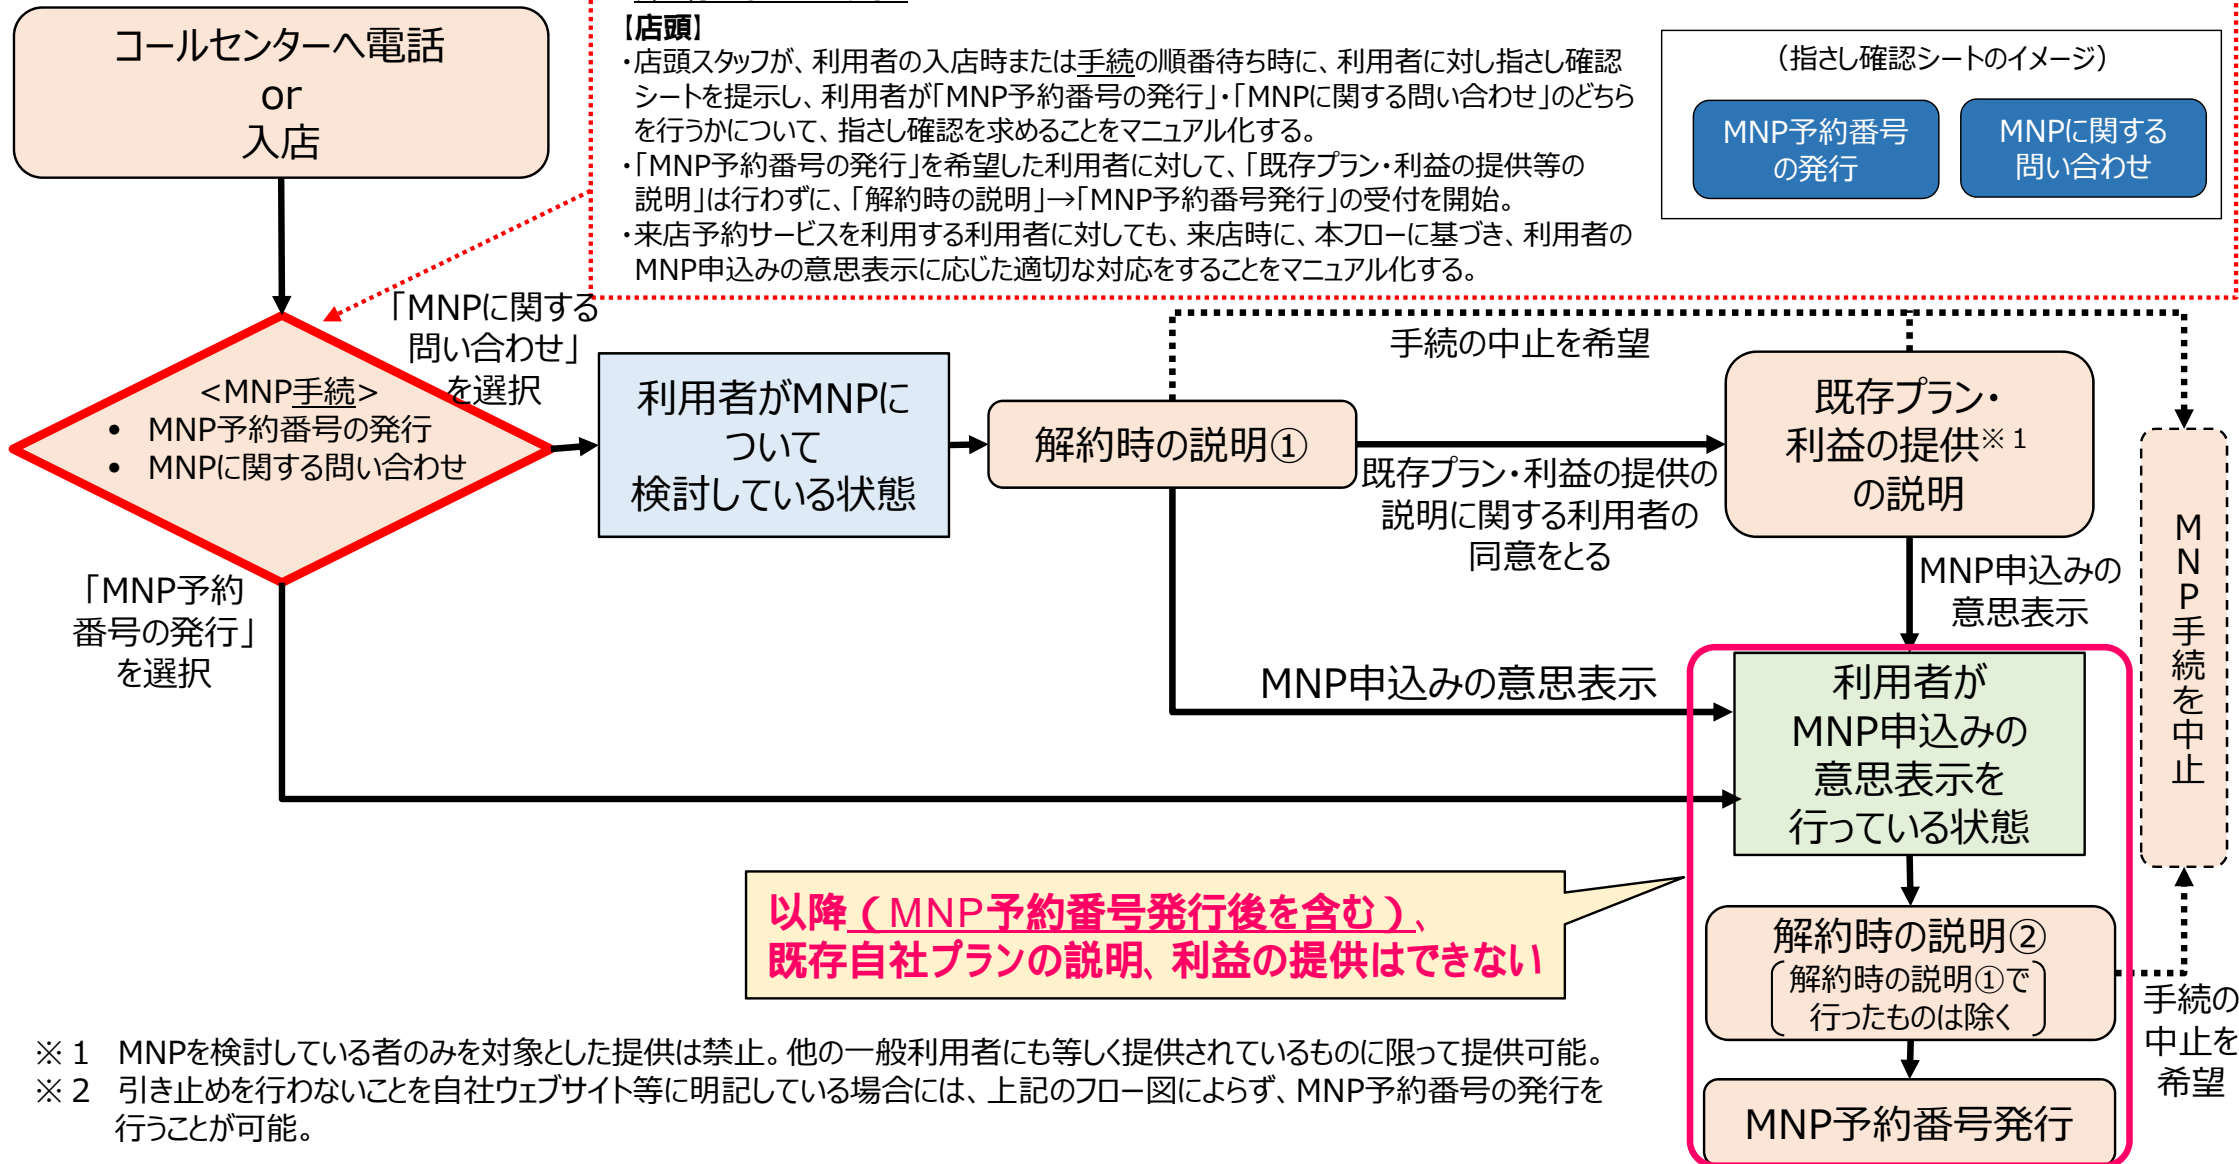 コールセンターへ電話
or
入店
【店頭】
・店頭スタッフが、利用者の入店時または手続の順番待ち時に、利用者に対し指さし確認
シートを提示し、利用者が「MNP予約番号の発行」・「MNPに関する問い合わせ」のどちら
を行うかについて、指さし確認を求めることをマニュアル化する。
・「MNP予約番号の発行」を希望した利用者に対して、「既存プラン・利益の提供等の
説明」は行わずに、「解約時の説明」→「MNP予約番号発行」の受付を開始。
・来店予約サービスを利用する利用者に対しても、来店時に、本フローに基づき、利用者の
MNP申込みの意思表示に応じた適切な対応をすることをマニュアル化する。
（指さし確認シートのイメージ）
MNP予約番号
の発行
MNPに関する
問い合わせ
「MNPに関する
問い合わせ」
を選択
<MNP手続>
• MNP予約番号の発行
• MNPに関する問い合わせ
利用者がMNPに
ついて
検討している状態
解約時の説明①
手続の中止を希望
既存プラン・利益の提供の
説明に関する利用者の
同意をとる
既存プラン・
利益の提供※1
の説明
MNP申込みの
意思表示
MNP手続を中止
「MNP予約
番号の発行」
を選択
MNP申込みの意思表示
利用者が
MNP申込みの
意思表示を
行っている状態
以降（MNP予約番号発行後を含む）、
既存自社プランの説明、利益の提供はできない
解約時の説明②
解約時の説明①で
行ったものは除く
手続の
中止を
希望
MNP予約番号発行
※1 MNPを検討している者のみを対象とした提供は禁止。他の一般利用者にも等しく提供されているものに限って提供可能。
※2 引き止めを行わないことを自社ウェブサイト等に明記している場合には、上記のフロー図によらず、MNP予約番号の発行を
行うことが可能。